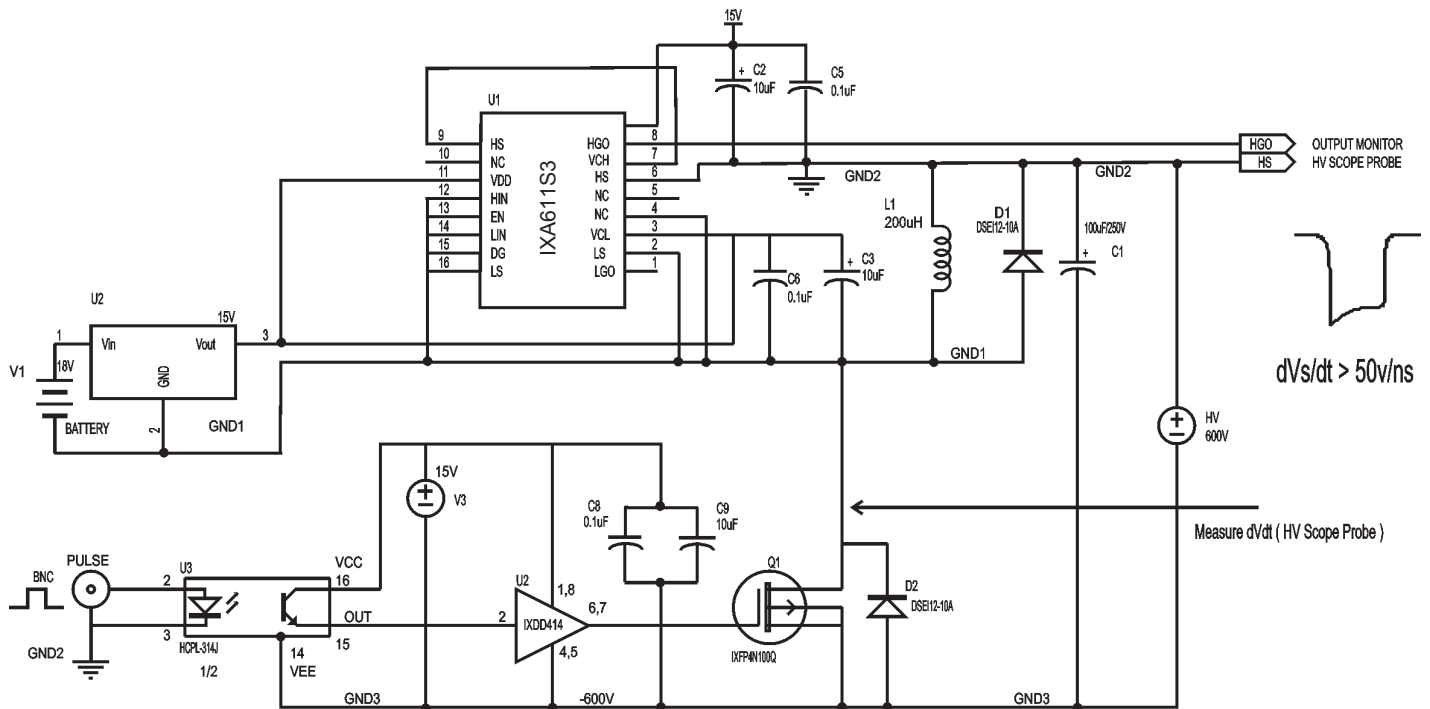 15V
+ C2
10uF
C5
0.1uF
U1
IXA611S3
9 HS
10 NC
11 VDD
12 HIN
13 EN
14 LIN
15 DG
16 LS
HGO 8
VCH 7
HS 6
NC 5
NC 4
VCL 3
LS 2
LGO 1
HGO OUTPUT MONITOR
HS HV SCOPE PROBE
GND2
GND2
L1
200uH
D1
DSEI12-10A
100uF/250V
+
C1
C6
0.1uF
+ C3
10uF
dVs/dt > 50v/ns
U2
15V
1 Vin Vout 3
GND
2
V1
18V
BATTERY
GND1
GND1
HV
600V
+
−
15V
+
−
V3
C8
0.1uF
C9
10uF
Measure dVdt ( HV Scope Probe )
BNC
PULSE
GND2
U3
2
3
HCPL-314J
1/2
VCC
16
OUT
15
14
VEE
U2
2 IXDD414
1,8
6,7
4,5
Q1
IXFP4N100Q
D2
DSEI12-10A
GND3
-600V
GND3